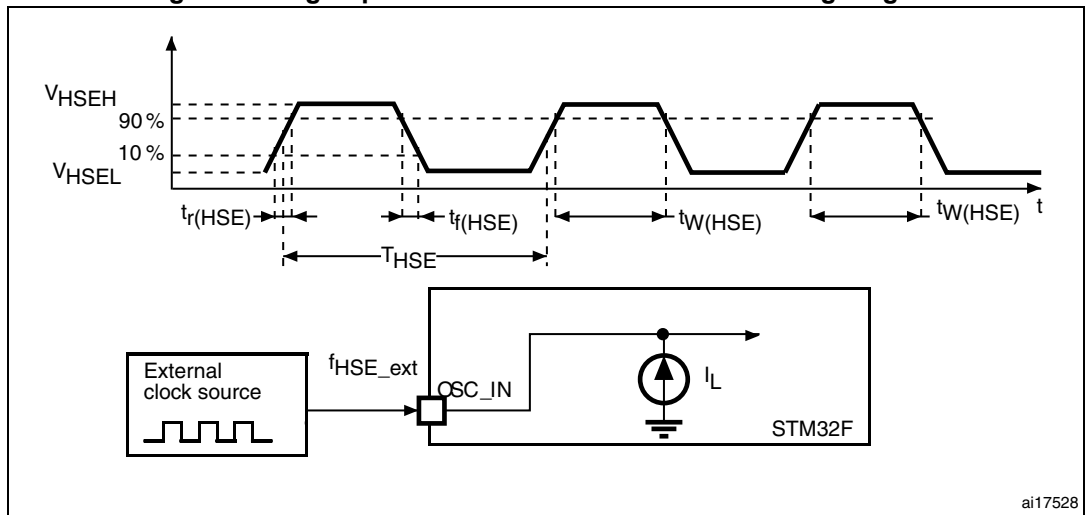 VHSEH
90 %
10 %
VHSEL
tr(HSE)
tf(HSE)
tW(HSE)
tW(HSE)
t
THSE
External
clock source
fHSE_ext
OSC_IN
IL
STM32F
ai17528